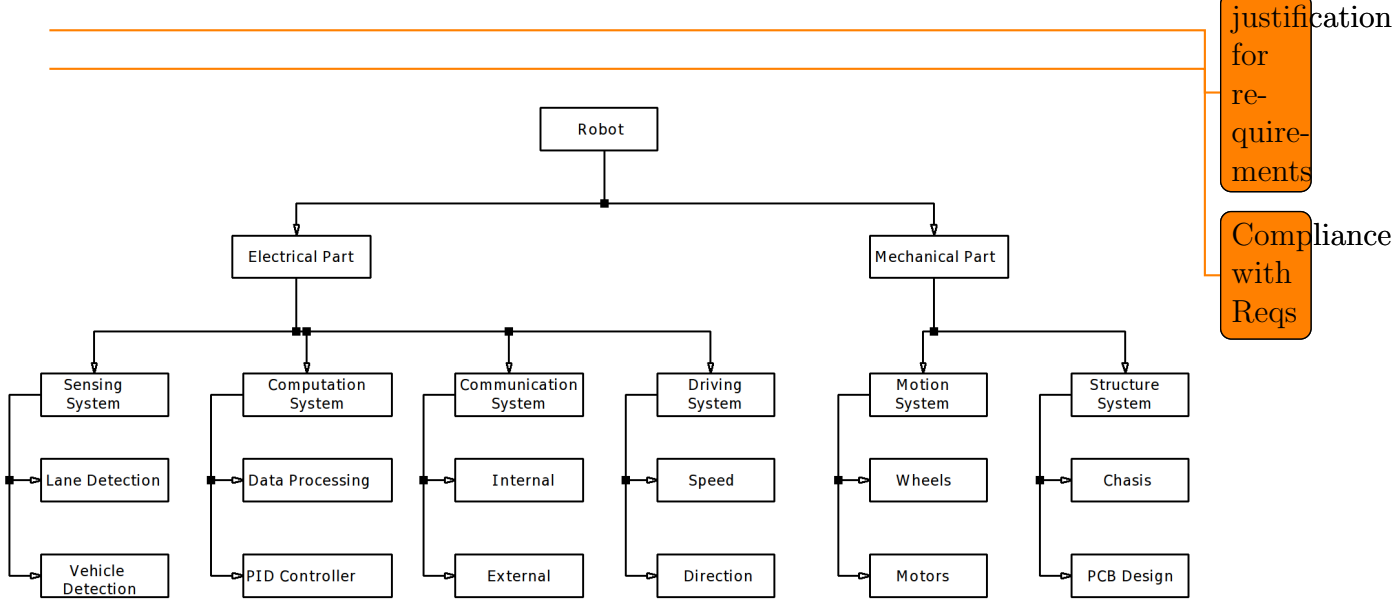 justification
for
re-
quire-
ments
Compliance
with
Reqs
Robot
Electrical Part
Mechanical Part
Sensing
System
Computation
System
Communication
System
Driving
System
Motion
System
Structure
System
Lane Detection
Data Processing
Internal
Speed
Wheels
Chasis
Vehicle
Detection
PID Controller
External
Direction
Motors
PCB Design